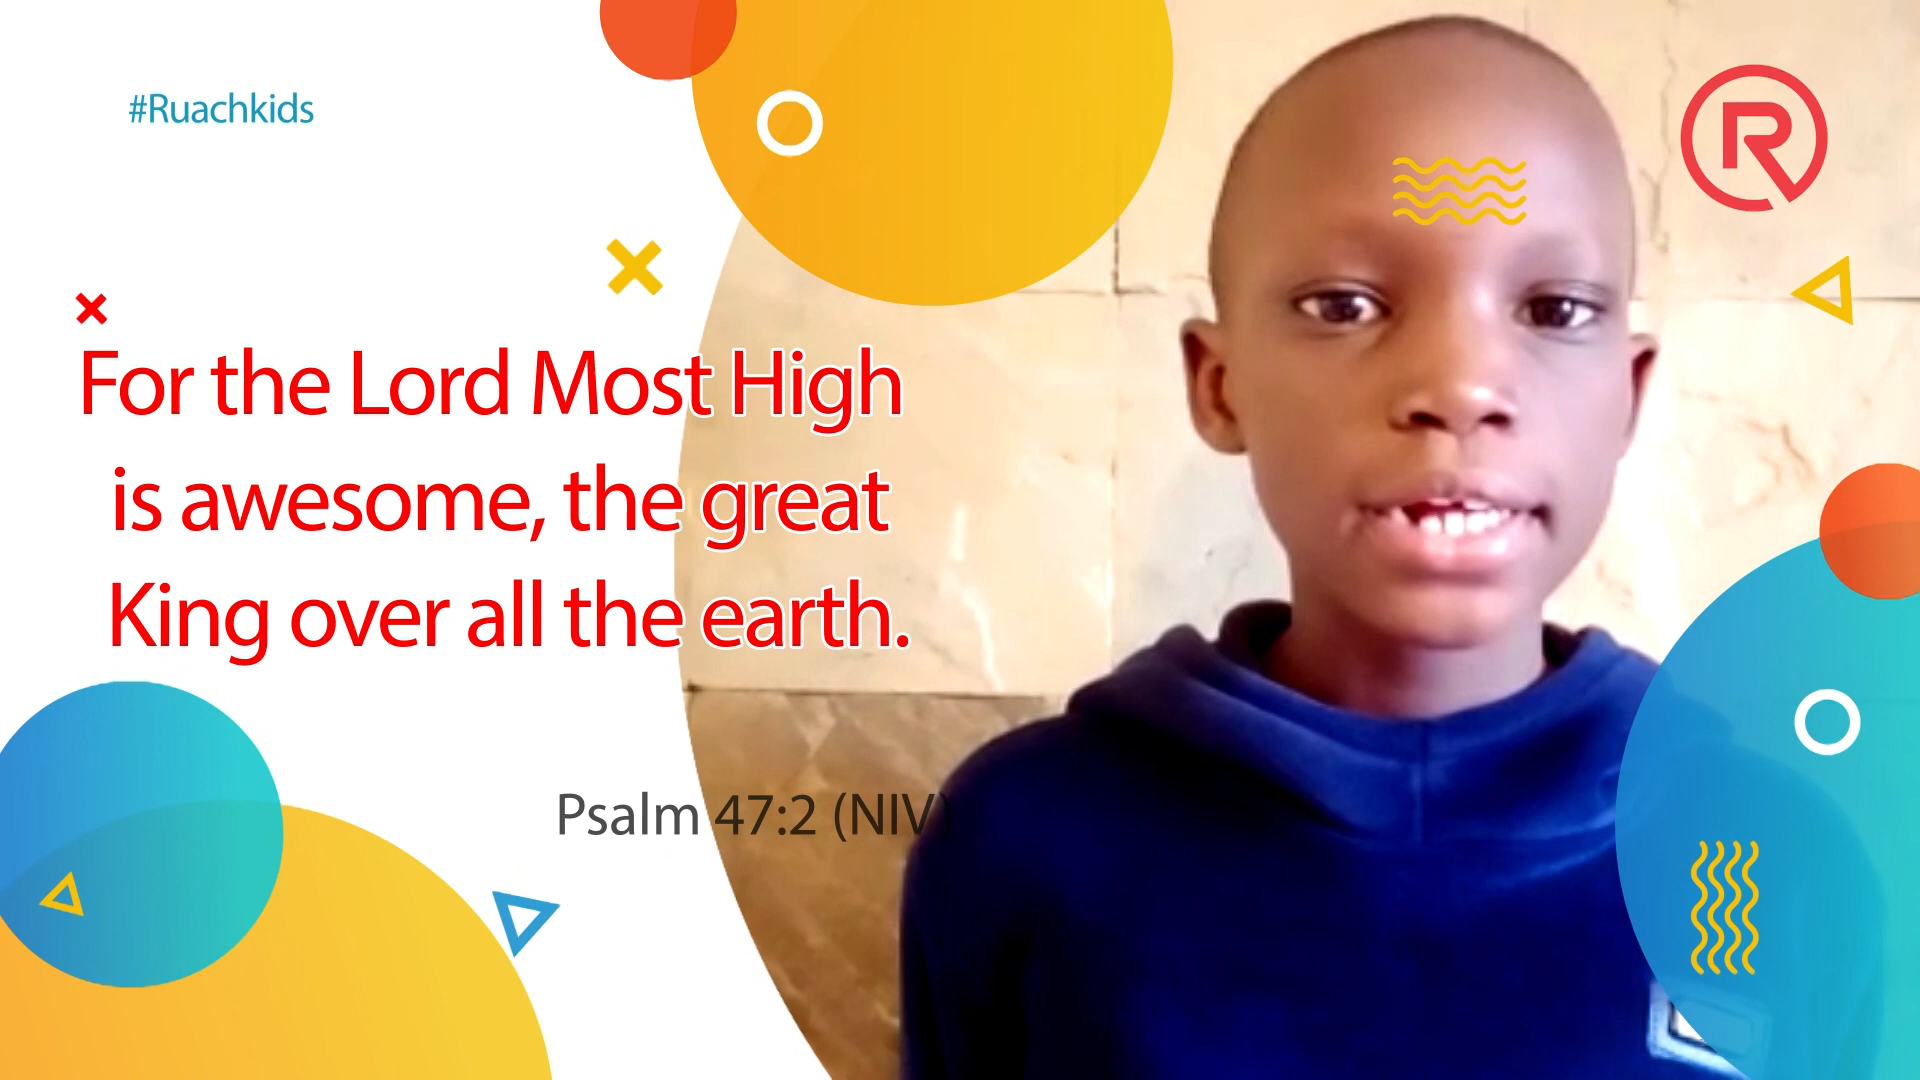 #Ruachkids
R
For the Lord Most High
is awesome, the great
King over all the earth.
Psalm 47:2 (NIV)